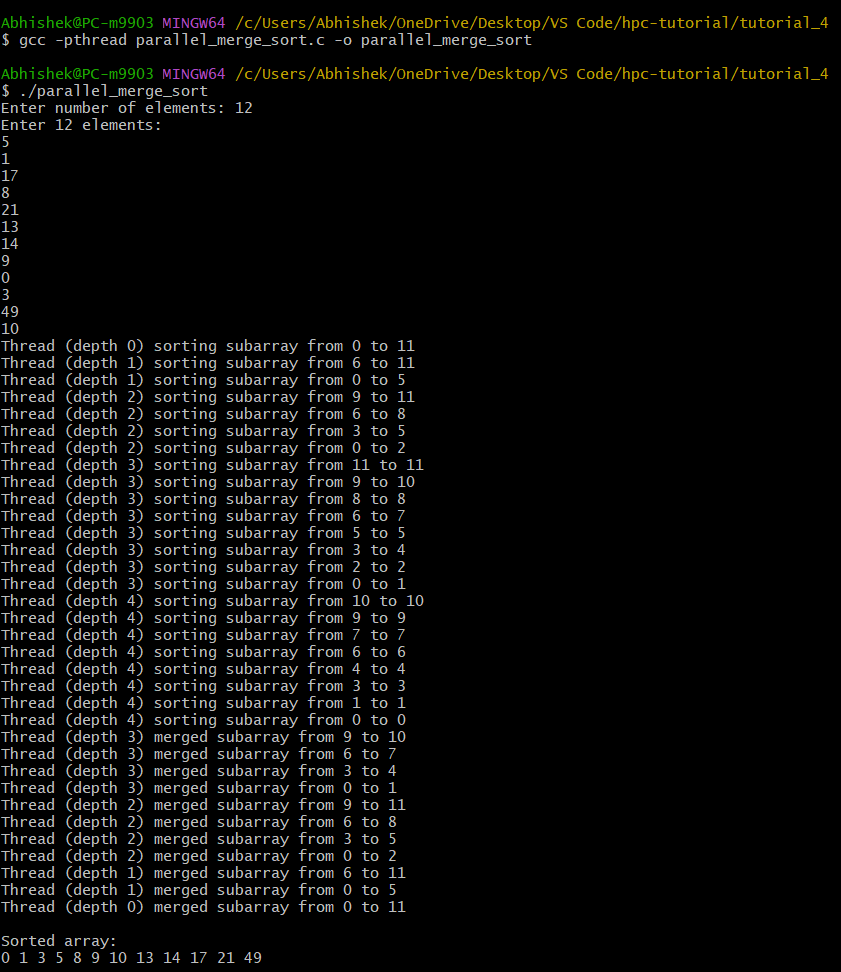 Abhishek@PC-m9903 MINGW64 /c/Users/Abhishek/OneDrive/Desktop/VS Code/hpc-tutorial/tutorial_4
$ gcc -pthread parallel_merge_sort.c -o parallel_merge_sort
Abhishek@PC-m9903 MINGW64 /c/Users/Abhishek/OneDrive/Desktop/VS Code/hpc-tutorial/tutorial_4
$ ./parallel_merge_sort
Enter number of elements: 12
Enter 12 elements:
5
1
17
8
21
13
14
9
0
3
49
10
Thread (depth 0) sorting subarray from 0 to 11
Thread (depth 1) sorting subarray from 6 to 11
Thread (depth 1) sorting subarray from 0 to 5
Thread (depth 2) sorting subarray from 9 to 11
Thread (depth 2) sorting subarray from 6 to 8
Thread (depth 2) sorting subarray from 3 to 5
Thread (depth 2) sorting subarray from 0 to 2
Thread (depth 3) sorting subarray from 11 to 11
Thread (depth 3) sorting subarray from 9 to 10
Thread (depth 3) sorting subarray from 8 to 8
Thread (depth 3) sorting subarray from 6 to 7
Thread (depth 3) sorting subarray from 5 to 5
Thread (depth 3) sorting subarray from 3 to 4
Thread (depth 3) sorting subarray from 2 to 2
Thread (depth 3) sorting subarray from 0 to 1
Thread (depth 4) sorting subarray from 10 to 10
Thread (depth 4) sorting subarray from 9 to 9
Thread (depth 4) sorting subarray from 7 to 7
Thread (depth 4) sorting subarray from 6 to 6
Thread (depth 4) sorting subarray from 4 to 4
Thread (depth 4) sorting subarray from 3 to 3
Thread (depth 4) sorting subarray from 1 to 1
Thread (depth 4) sorting subarray from 0 to 0
Thread (depth 3) merged subarray from 9 to 10
Thread (depth 3) merged subarray from 6 to 7
Thread (depth 3) merged subarray from 3 to 4
Thread (depth 3) merged subarray from 0 to 1
Thread (depth 2) merged subarray from 9 to 11
Thread (depth 2) merged subarray from 6 to 8
Thread (depth 2) merged subarray from 3 to 5
Thread (depth 2) merged subarray from 0 to 2
Thread (depth 1) merged subarray from 6 to 11
Thread (depth 1) merged subarray from 0 to 5
Thread (depth 0) merged subarray from 0 to 11
Sorted array:
0 1 3 5 8 9 10 13 14 17 21 49